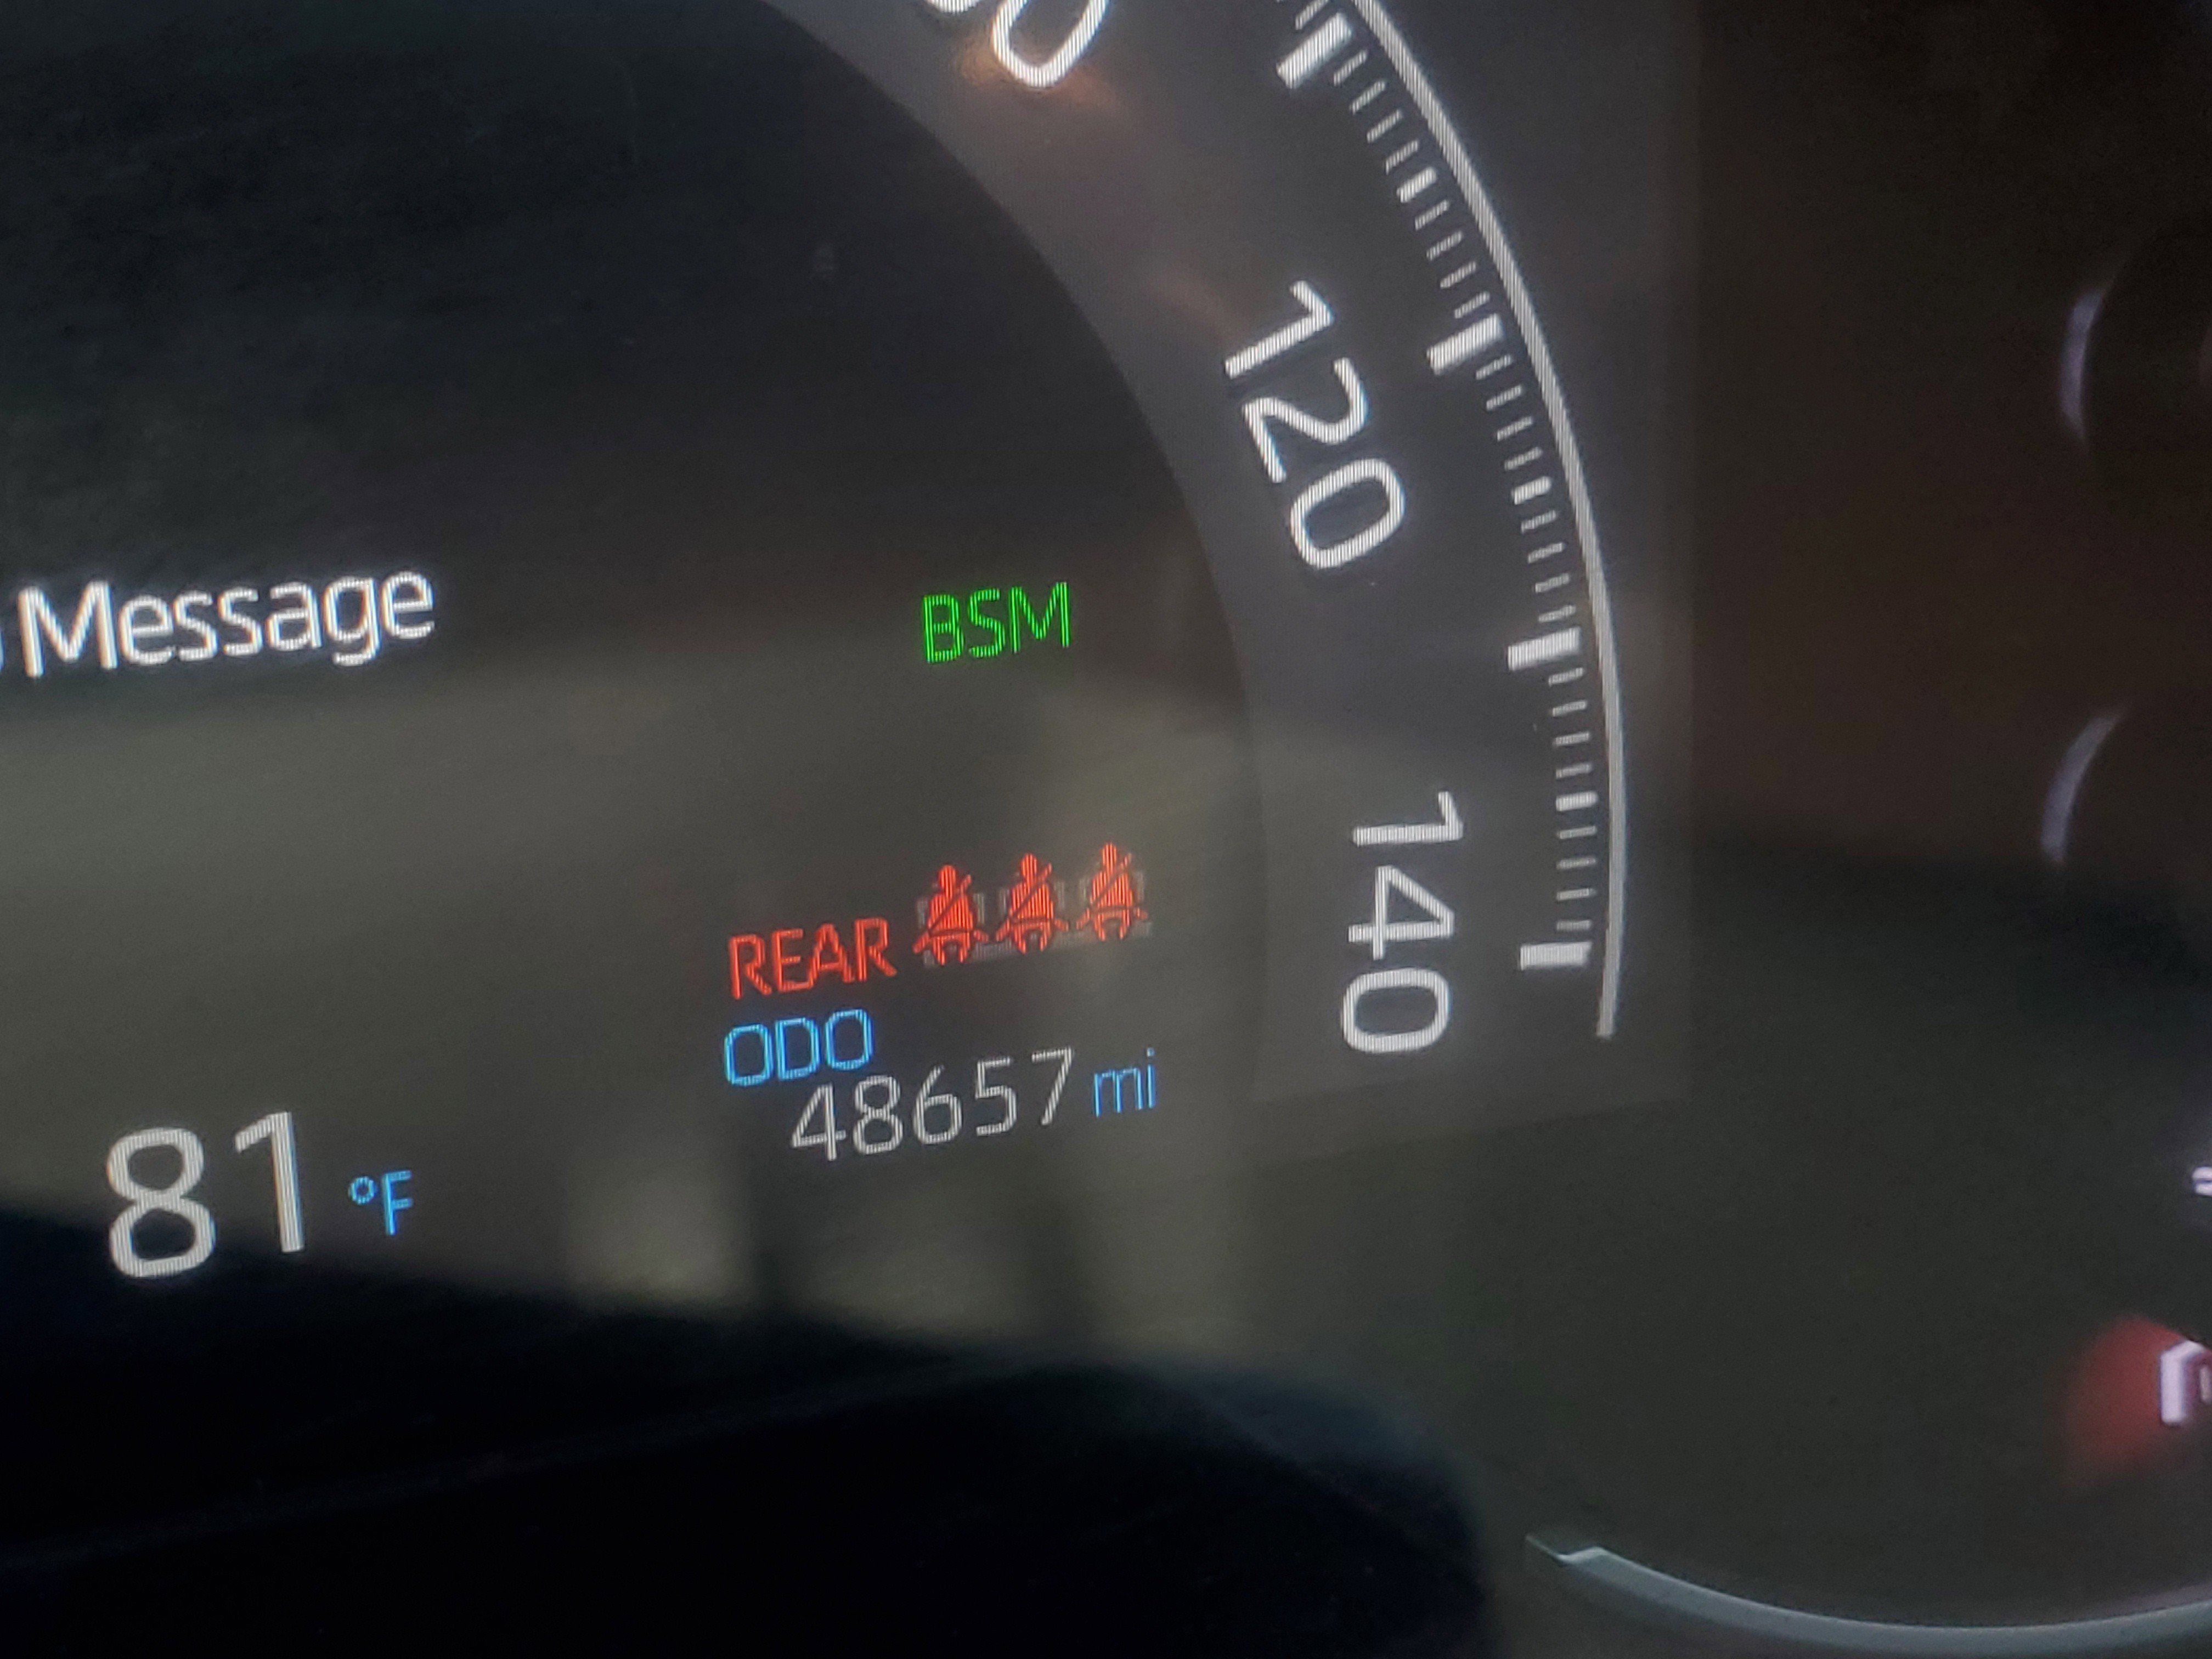 120
Message
BSM
140
REAR
ODO
48657 mi
81 °F